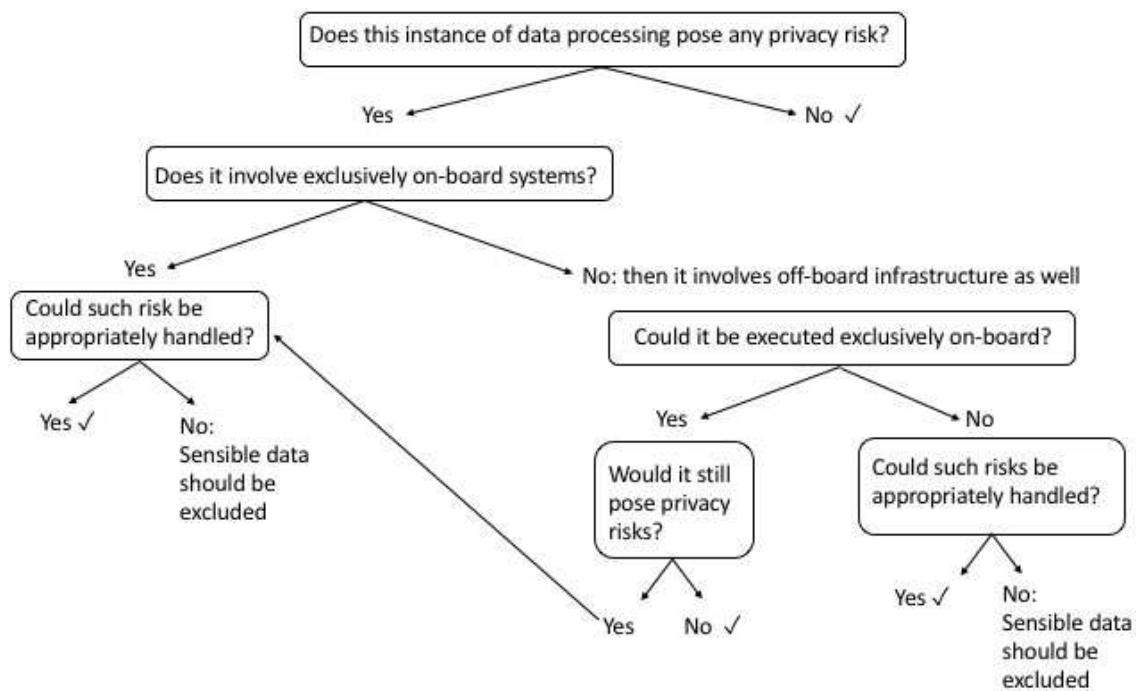 Does this instance of data processing pose any privacy risk?
Yes
No ✓
Does it involve exclusively on-board systems?
Yes
No: then it involves off-board infrastructure as well
Could such risk be
appropriately handled?
Yes ✓
No:
Sensible data
should be
excluded
Could it be executed exclusively on-board?
Yes
No
Would it still
pose privacy
risks?
Yes
No ✓
Could such risks be
appropriately handled?
Yes ✓
No:
Sensible data
should be
excluded